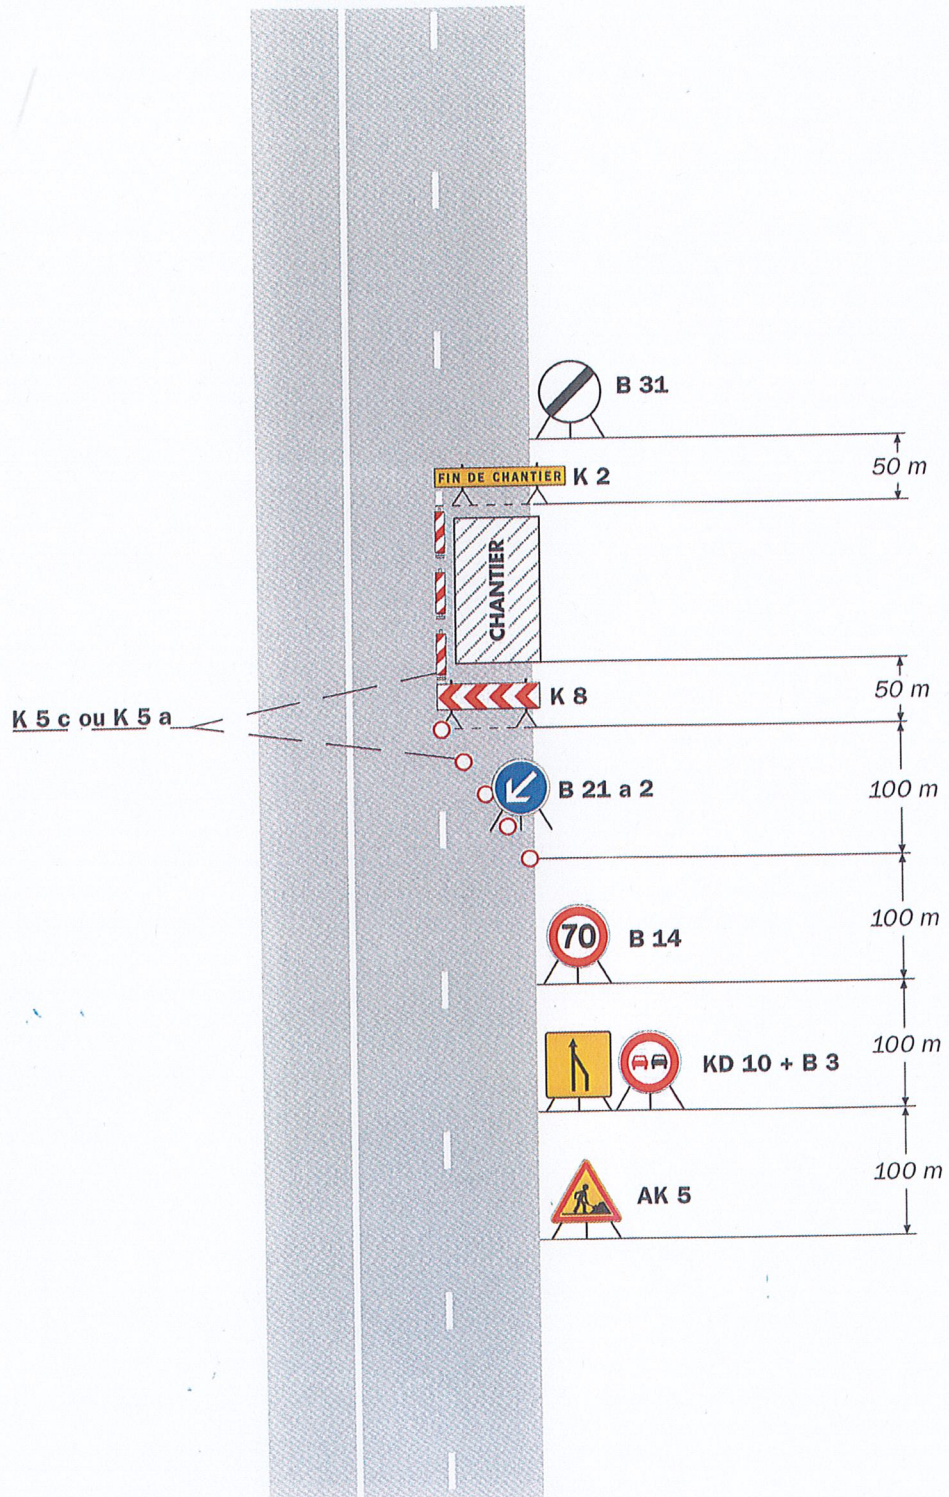 B 31
50 m
FIN DE CHANTIER
K 2
CHANTIER
50 m
K 8
K 5 c ou K 5 a
B 21 a 2
100 m
100 m
70
B 14
100 m
KD 10 + B 3
100 m
AK 5